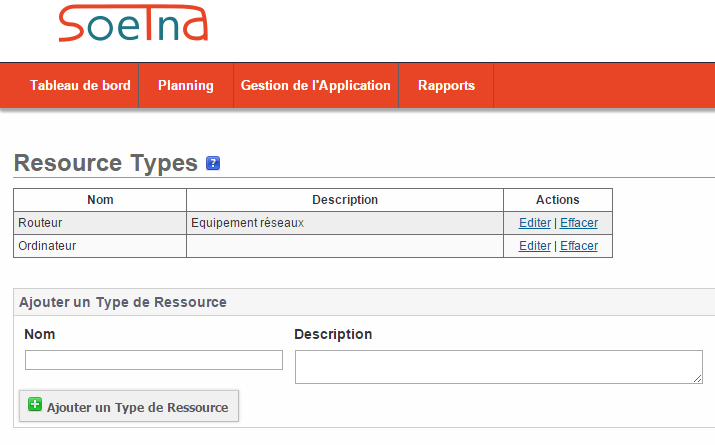 Soetna
Tableau de bord Planning Gestion de l'Application Rapports
Resource Types ?
Nom Description Actions
Routeur Equipement réseaux Editer | Effacer
Ordinateur Editer | Effacer
Ajouter un Type de Ressource
Nom Description
Ajouter un Type de Ressource